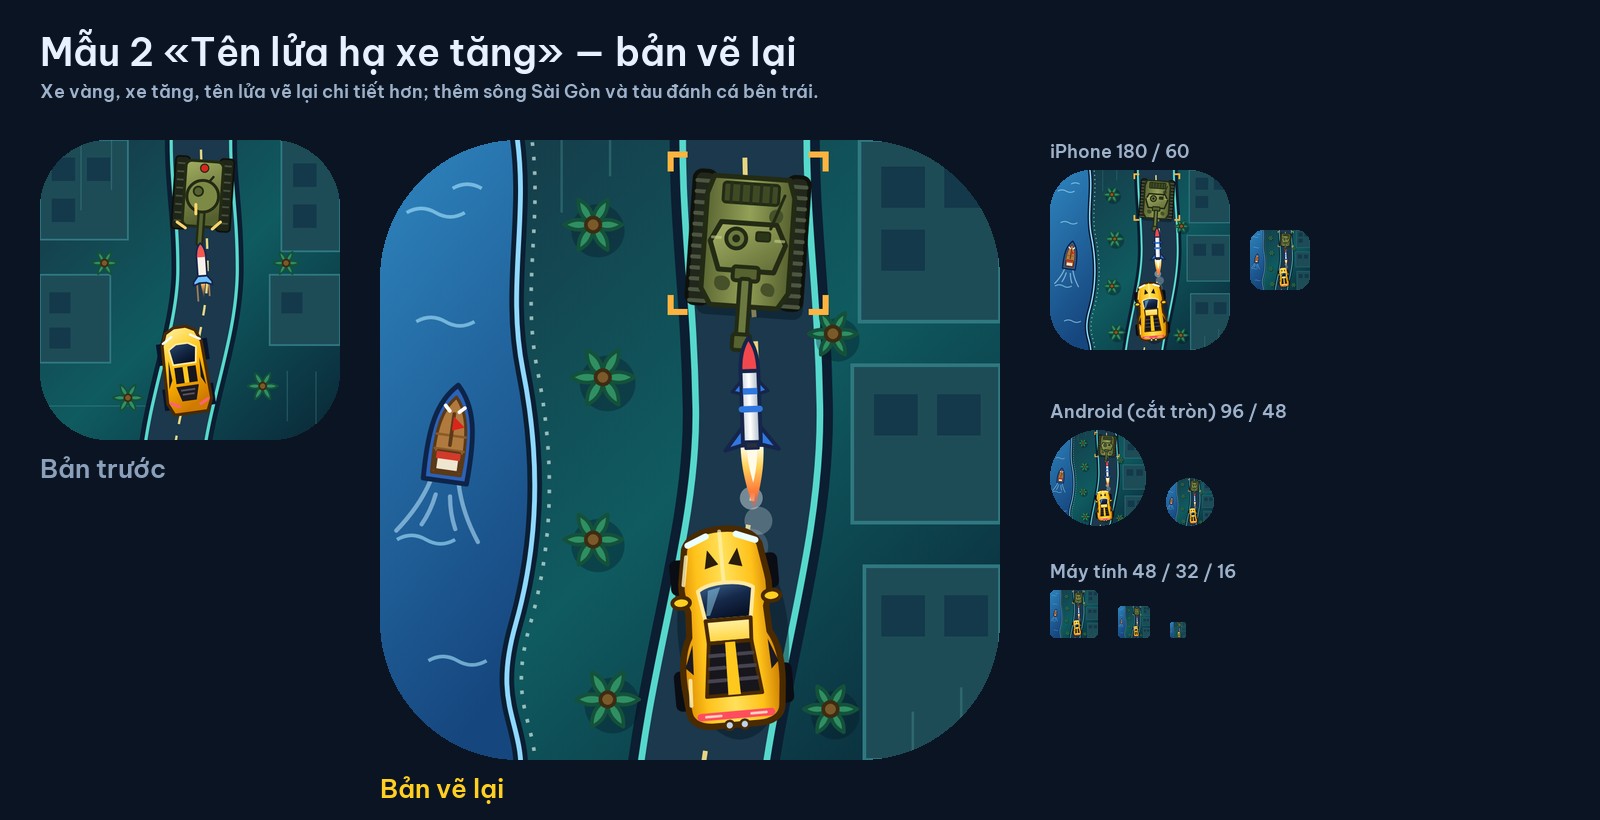 Mẫu 2 «Tên lửa hạ xe tăng» — bản vẽ lại
Xe vàng, xe tăng, tên lửa vẽ lại chi tiết hơn; thêm sông Sài Gòn và tàu đánh cá bên trái.
Bản trước
Bản vẽ lại
iPhone 180 / 60
Android (cắt tròn) 96 / 48
Máy tính 48 / 32 / 16